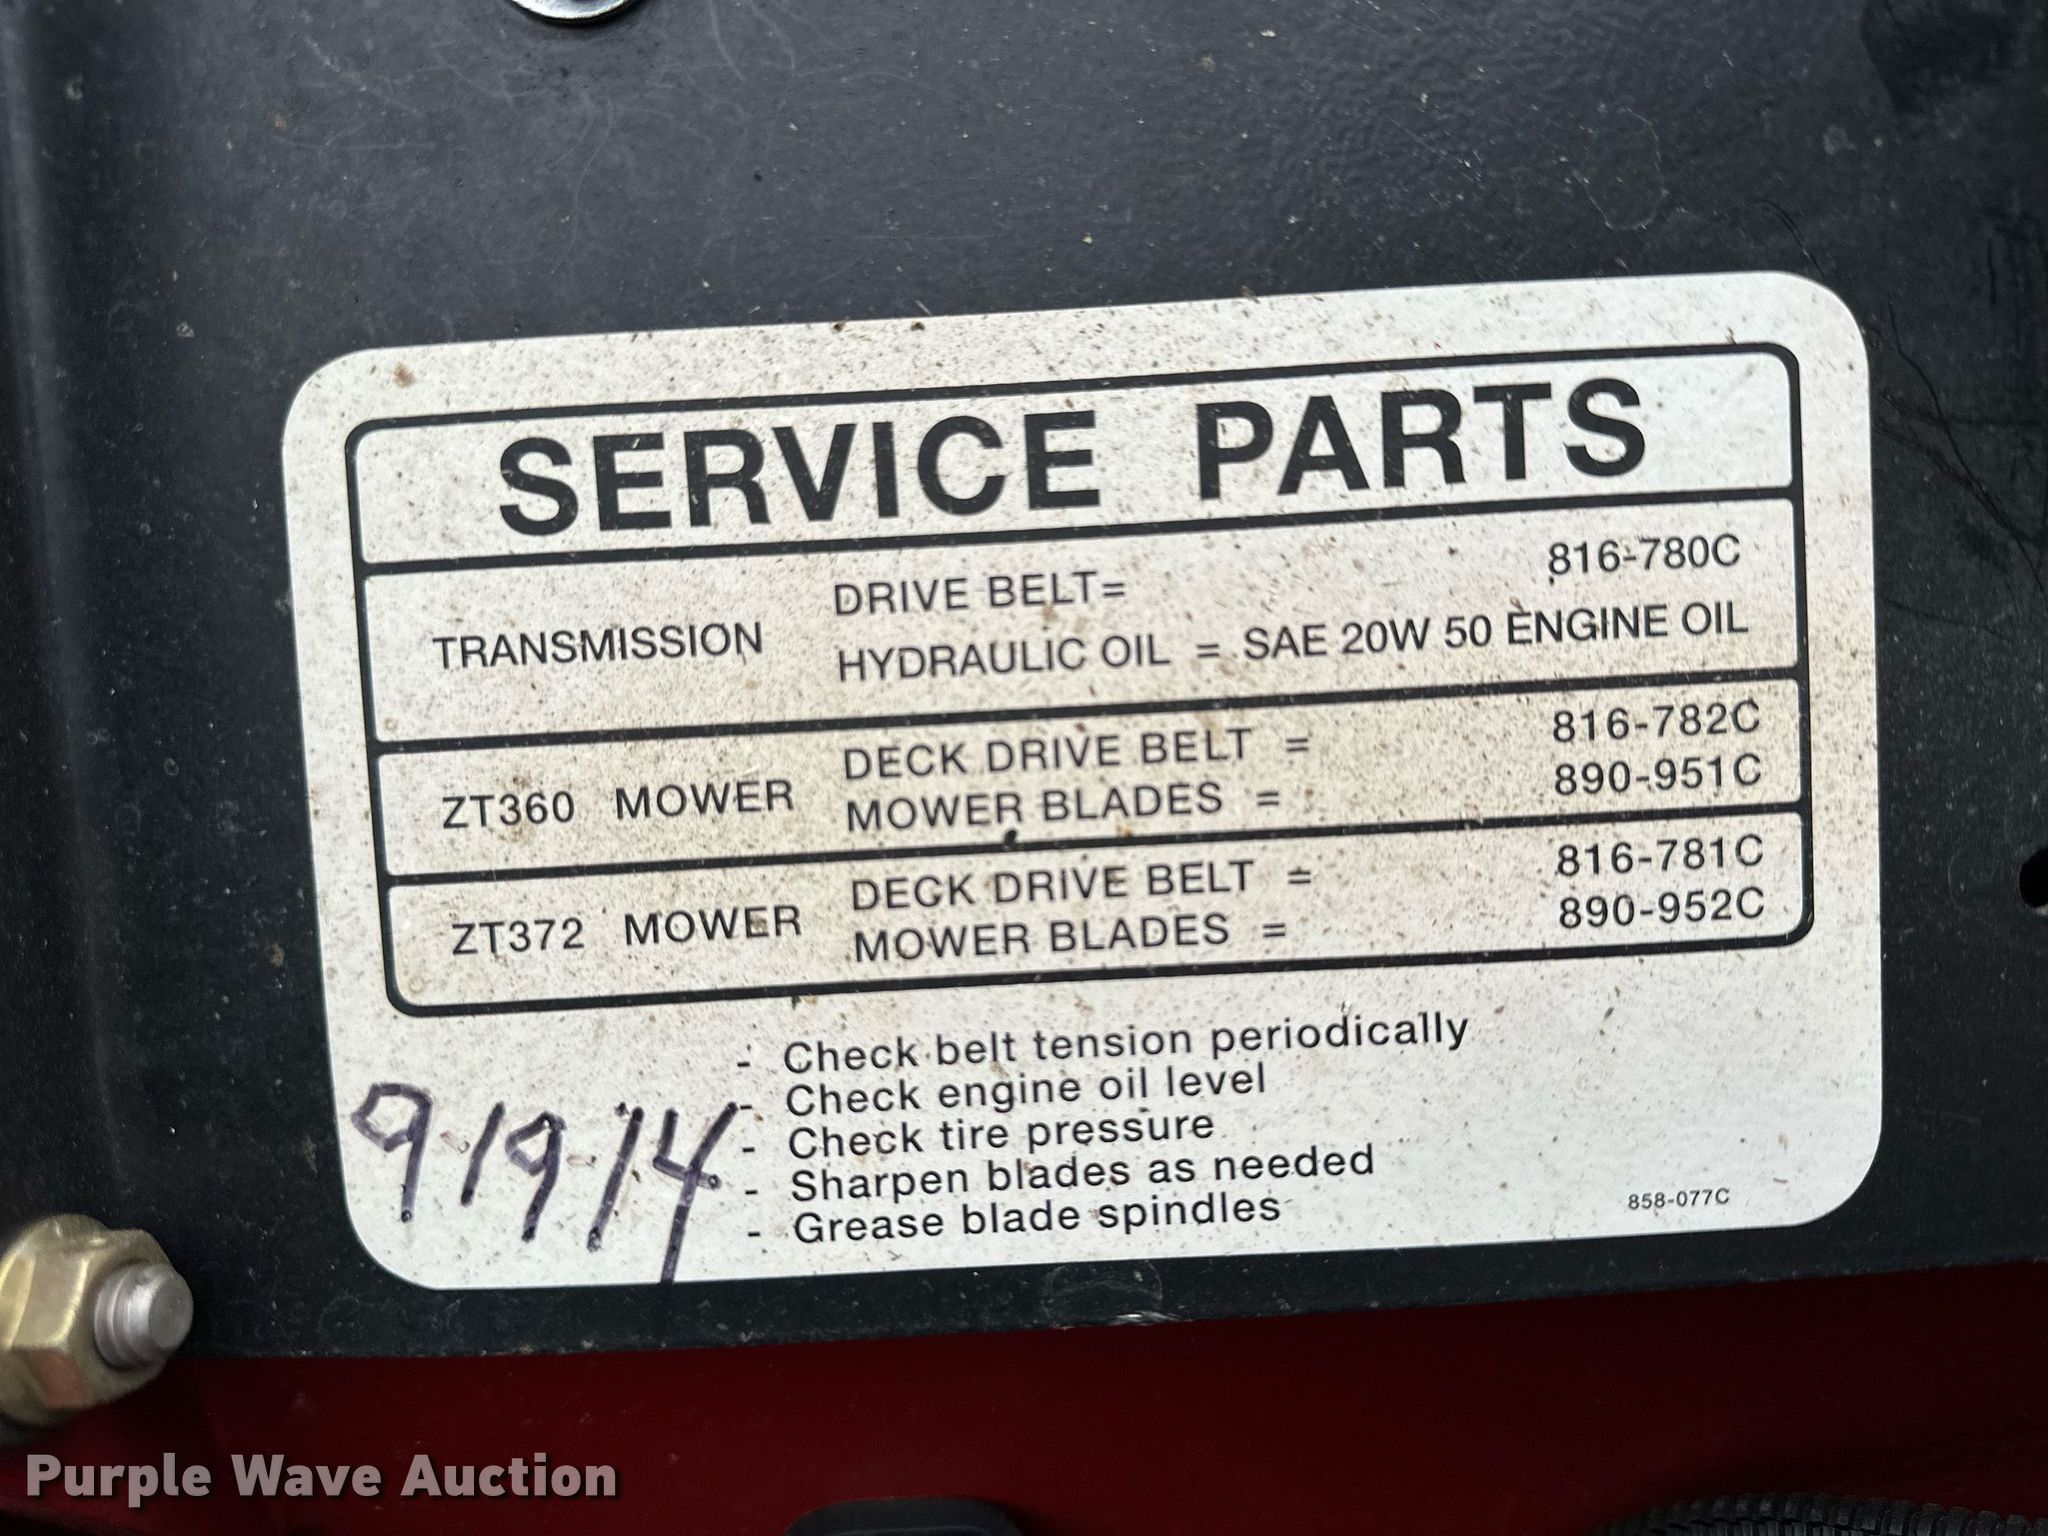 SERVICE PARTS
TRANSMISSION
DRIVE BELT= 816-780C
HYDRAULIC OIL = SAE 20W 50 ENGINE OIL
ZT360 MOWER
DECK DRIVE BELT = 816-782C
MOWER BLADES = 890-951C
ZT372 MOWER
DECK DRIVE BELT = 816-781C
MOWER BLADES = 890-952C
- Check belt tension periodically
- Check engine oil level
- Check tire pressure
- Sharpen blades as needed
- Grease blade spindles
9/9/14
858-077C
Purple Wave Auction